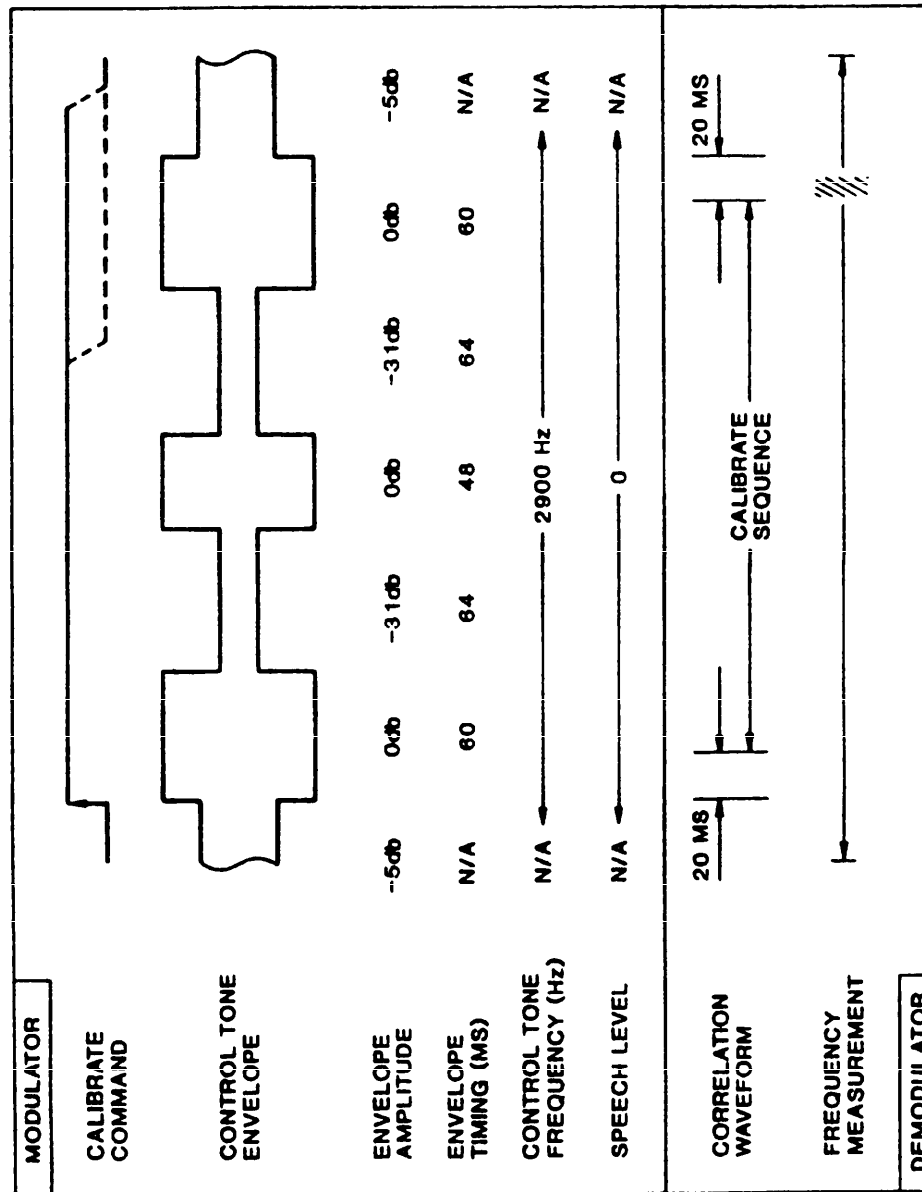 MODULATOR
CALIBRATE
COMMAND
CONTROL TONE
ENVELOPE
ENVELOPE
AMPLITUDE
-5db 0db -31db 0db -31db 0db -5db
ENVELOPE
TIMING (MS)
N/A 60 64 48 64 60 N/A
CONTROL TONE
FREQUENCY (Hz)
N/A 2900 Hz N/A
SPEECH LEVEL
N/A 0 N/A
CORRELATION
WAVEFORM
20 MS
CALIBRATE
SEQUENCE
20 MS
FREQUENCY
MEASUREMENT
DEMODULATOR